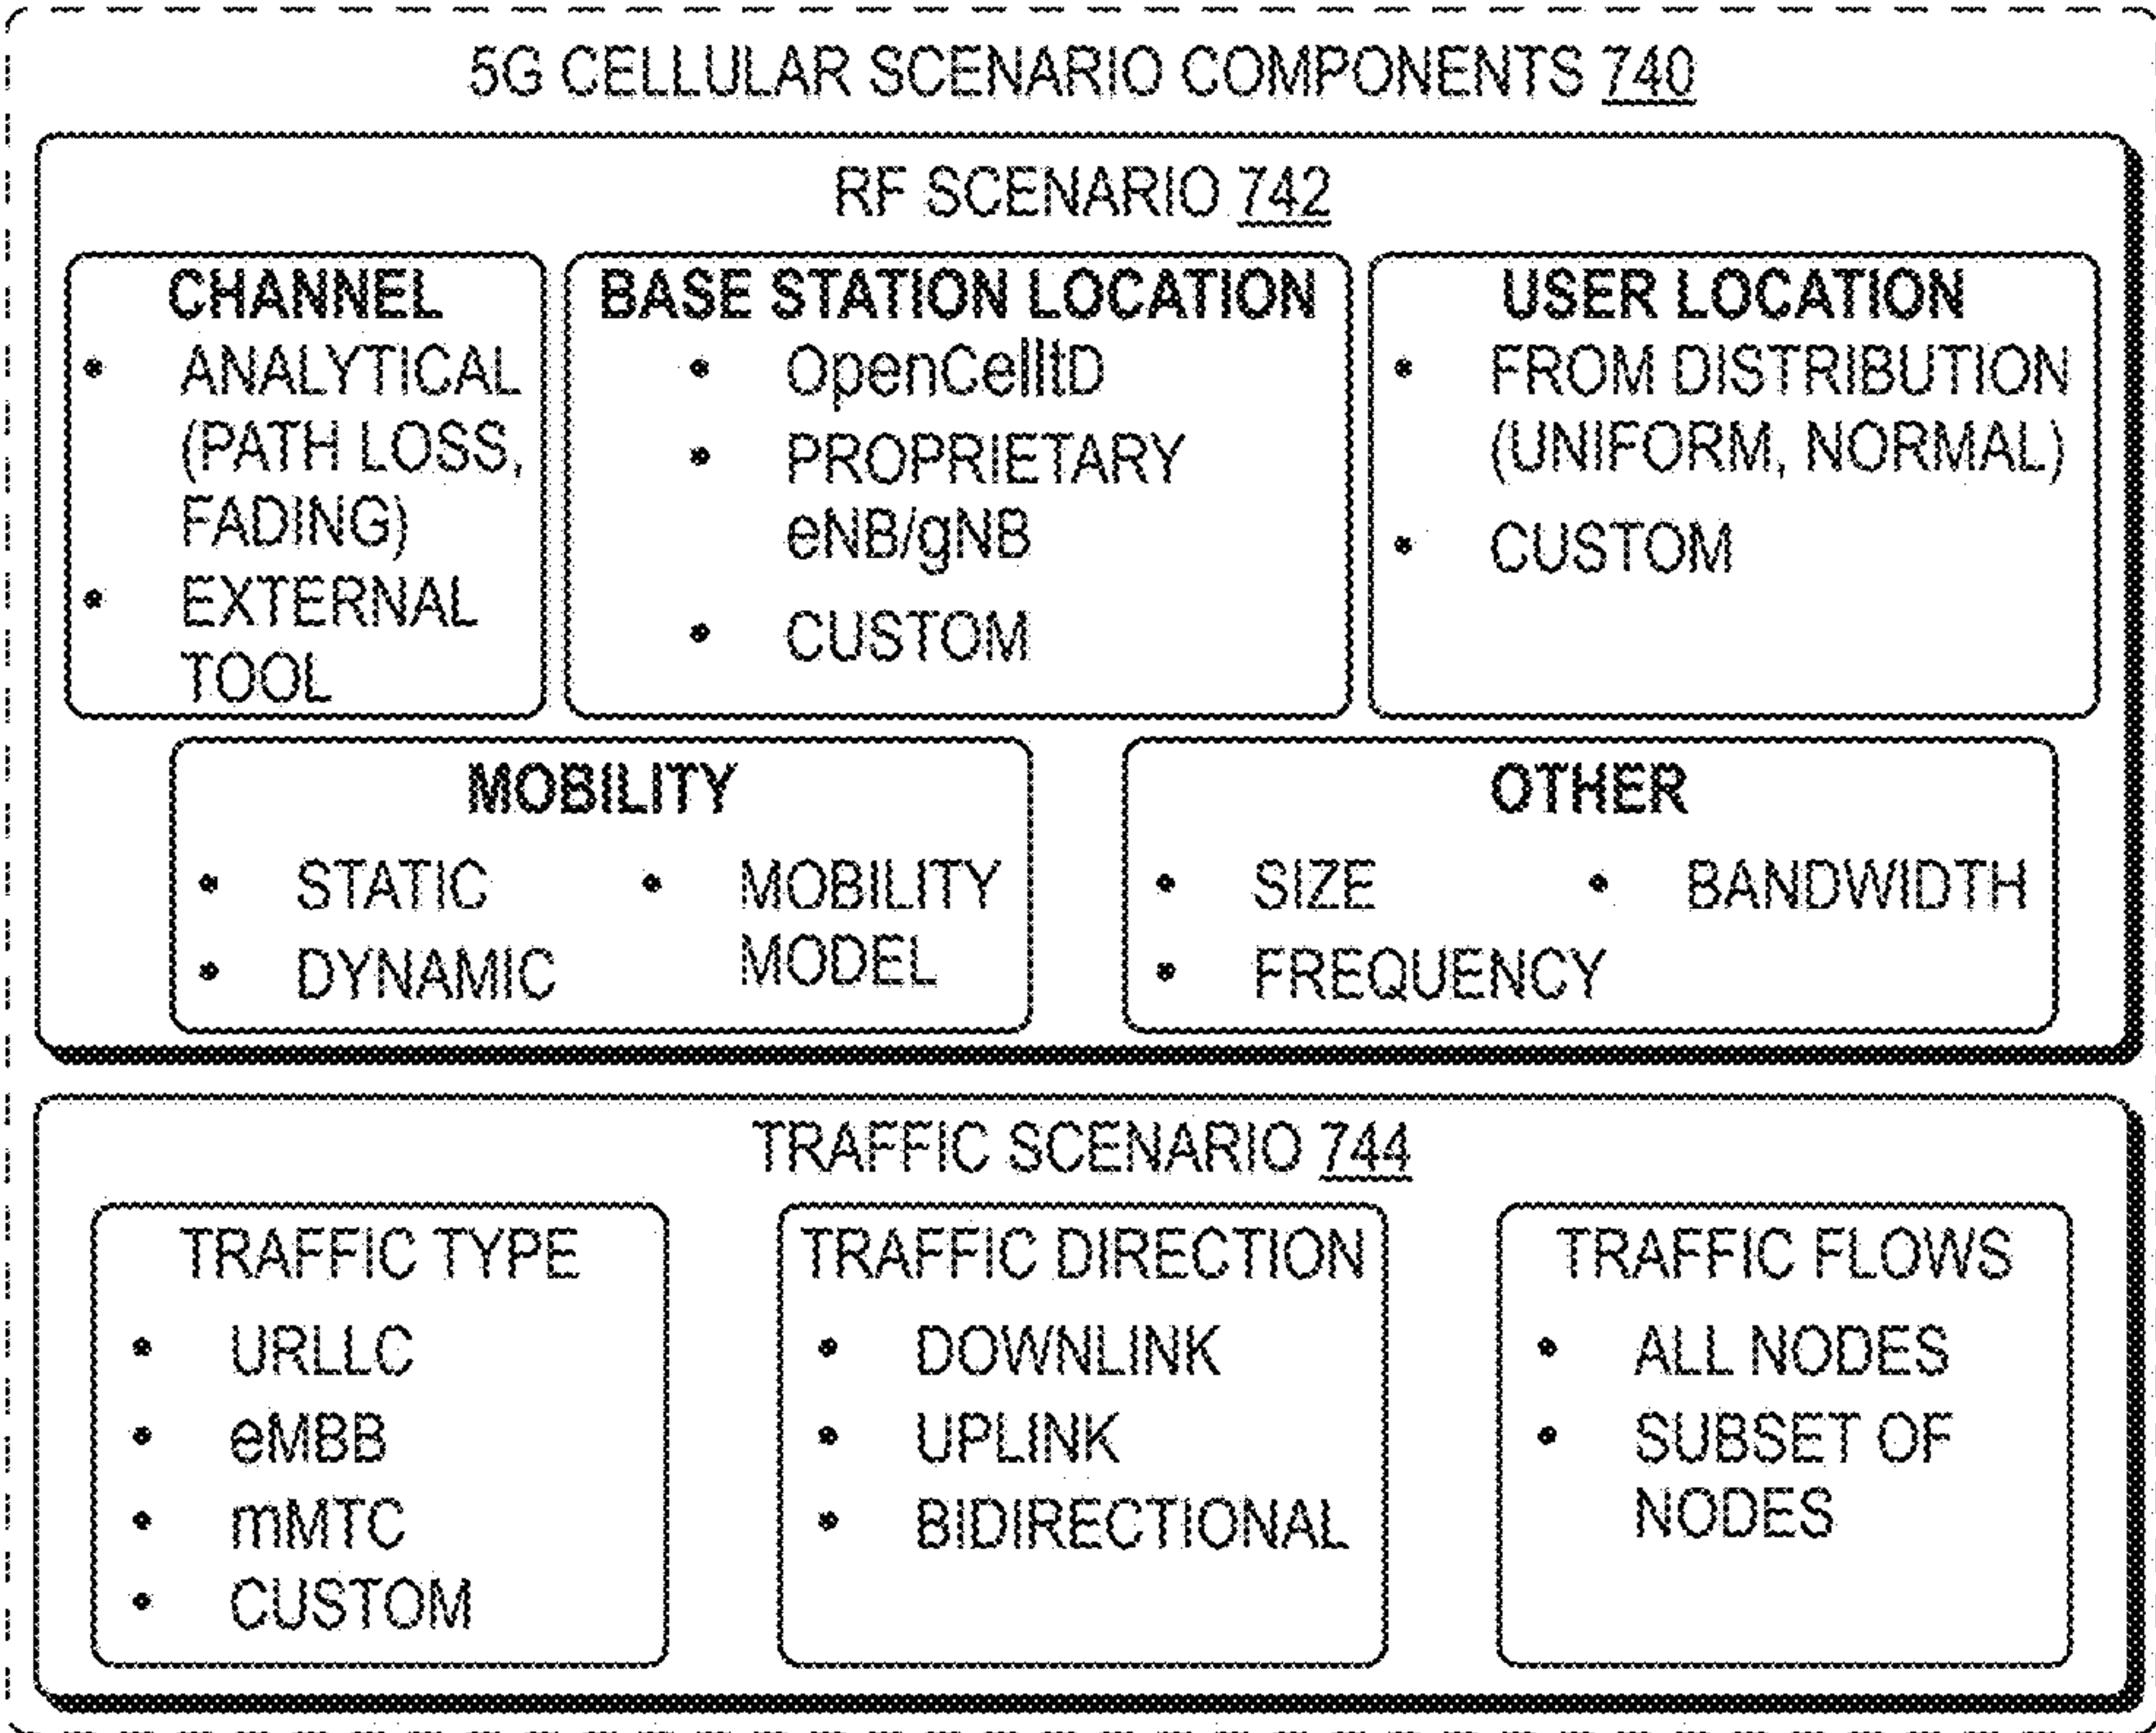 5G CELLULAR SCENARIO COMPONENTS 740
RF SCENARIO 742
CHANNEL
• ANALYTICAL
(PATH LOSS,
FADING)
• EXTERNAL
TOOL
BASE STATION LOCATION
• OpenCellItD
• PROPRIETARY
eNB/gNB
• CUSTOM
USER LOCATION
• FROM DISTRIBUTION
(UNIFORM, NORMAL)
• CUSTOM
MOBILITY
• STATIC
• DYNAMIC
• MOBILITY
MODEL
OTHER
• SIZE
• FREQUENCY
• BANDWIDTH
TRAFFIC SCENARIO 744
TRAFFIC TYPE
• URLLC
• eMBB
• mMTC
• CUSTOM
TRAFFIC DIRECTION
• DOWNLINK
• UPLINK
• BIDIRECTIONAL
TRAFFIC FLOWS
• ALL NODES
• SUBSET OF
NODES